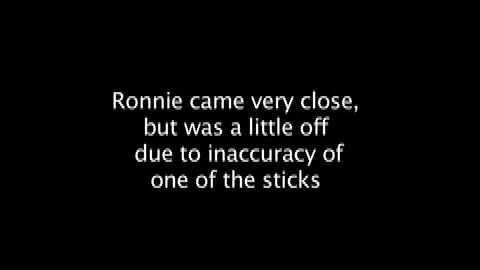 Ronnie came very close,
but was a little off
due to inaccuracy of
one of the sticks